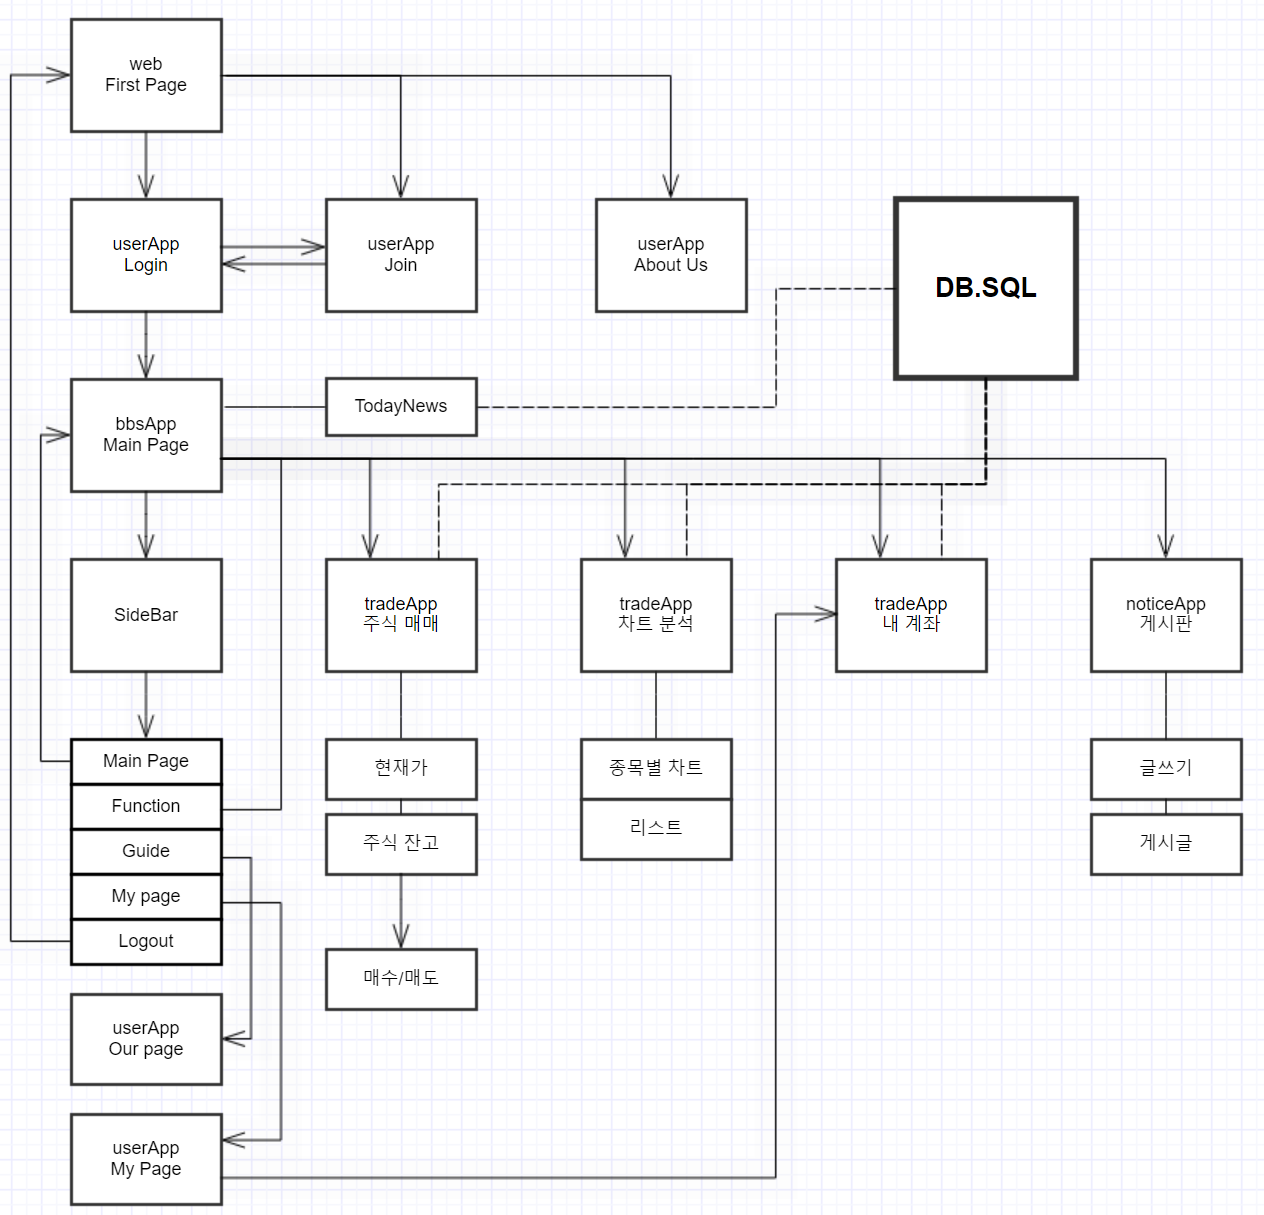 web
First Page
userApp
Login
userApp
Join
userApp
About Us
DB.SQL
bbsApp
Main Page
TodayNews
SideBar
tradeApp
주식 매매
tradeApp
차트 분석
tradeApp
내 계좌
noticeApp
게시판
Main Page
Function
Guide
My page
Logout
현재가
주식 잔고
매수/매도
종목별 차트
리스트
글쓰기
게시글
userApp
Our page
userApp
My Page